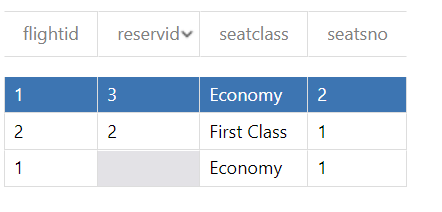 flightid reservid seatclass seatsno
1 3 Economy 2
2 2 First Class 1
1 Economy 1